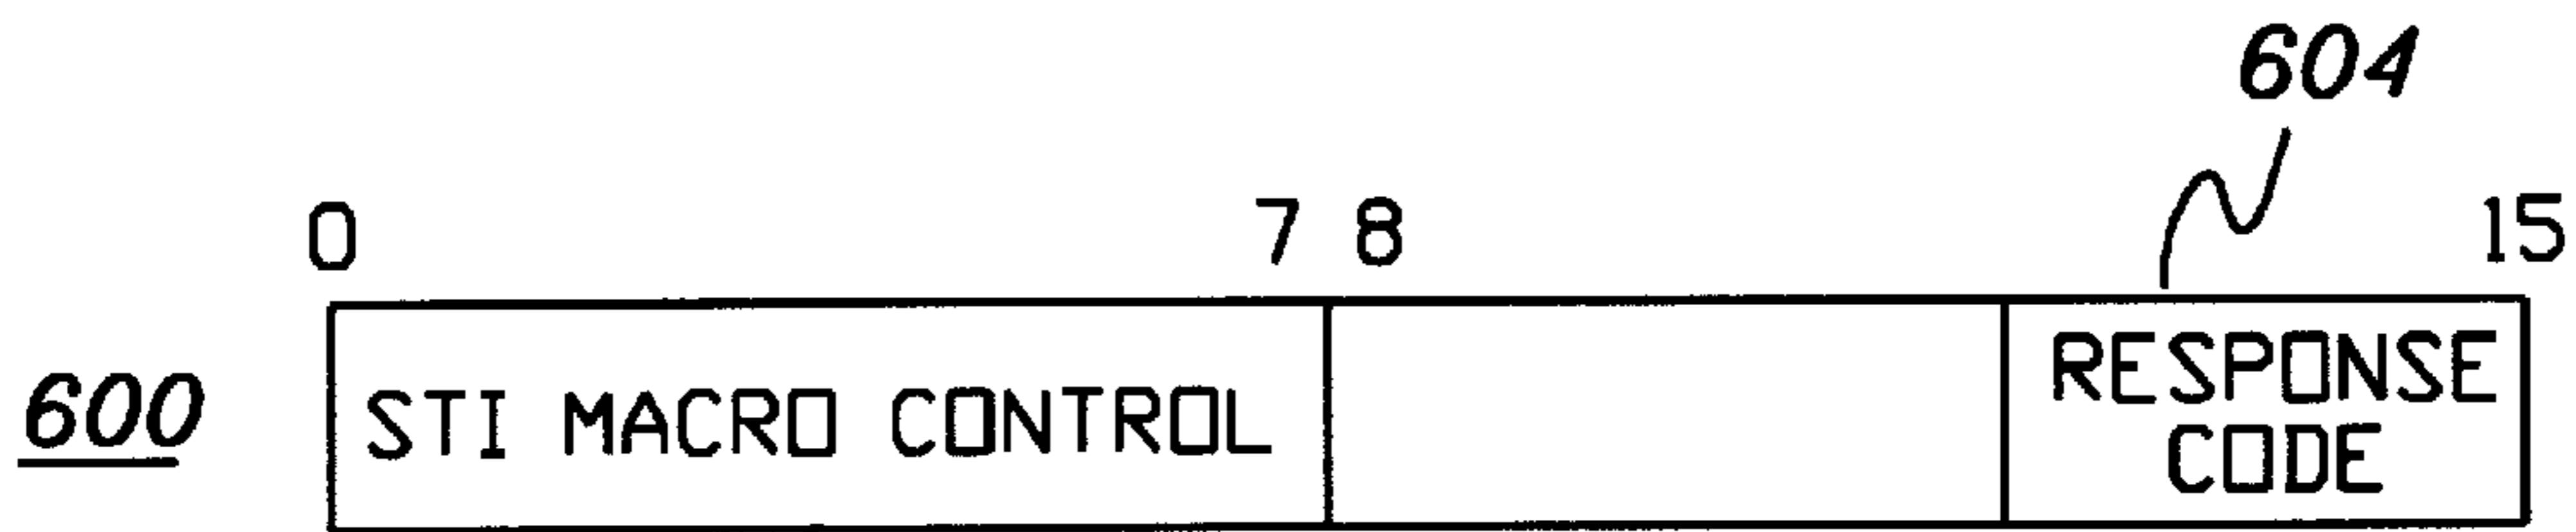 604
0 7 8 15
600
STI MACRO CONTROL
RESPONSE
CODE